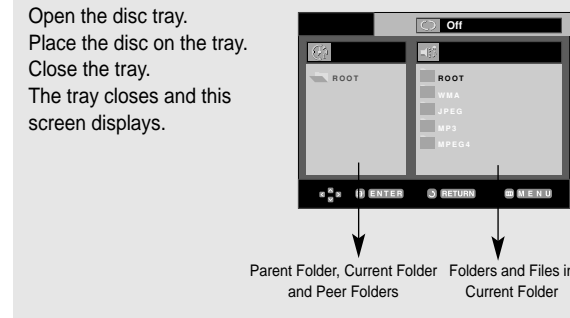 Open the disc tray.
Place the disc on the tray.
Close the tray.
The tray closes and this
screen displays.
Off
ROOT
ROOT
WMA
JPEG
MP3
MPEG4
ENTER RETURN MENU
Parent Folder, Current Folder
and Peer Folders
Folders and Files in
Current Folder